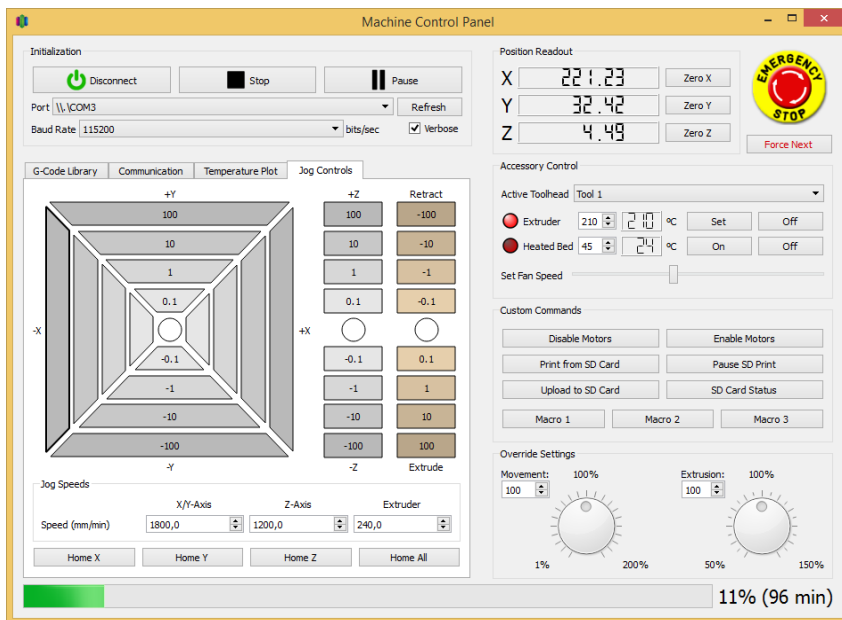 Machine Control Panel
Initialization
Disconnect
Stop
Pause
Port \\.\COM3
Refresh
Baud Rate 115200
bits/sec
Verbose
Position Readout
X 221.23 Zero X
Y 32.42 Zero Y
Z 4.49 Zero Z
EMERGENCY
STOP
Force Next
G-Code Library
Communication
Temperature Plot
Jog Controls
+Y
100
10
1
0.1
-X
+X
-0.1
-1
-10
-100
-Y
+Z
100
10
1
0.1
-0.1
-1
-10
-100
-Z
Retract
-100
-10
-1
-0.1
0.1
1
10
100
Extrude
Jog Speeds
X/Y-Axis Z-Axis Extruder
Speed (mm/min) 1800,0 1200,0 240,0
Home X
Home Y
Home Z
Home All
Accessory Control
Active Toolhead Tool 1
Extruder 210 210 ºC Set Off
Heated Bed 45 24 ºC On Off
Set Fan Speed
Custom Commands
Disable Motors
Enable Motors
Print from SD Card
Pause SD Print
Upload to SD Card
SD Card Status
Macro 1
Macro 2
Macro 3
Override Settings
Movement: 100%
100
1% 200%
Extrusion: 100%
100
50% 150%
11% (96 min)